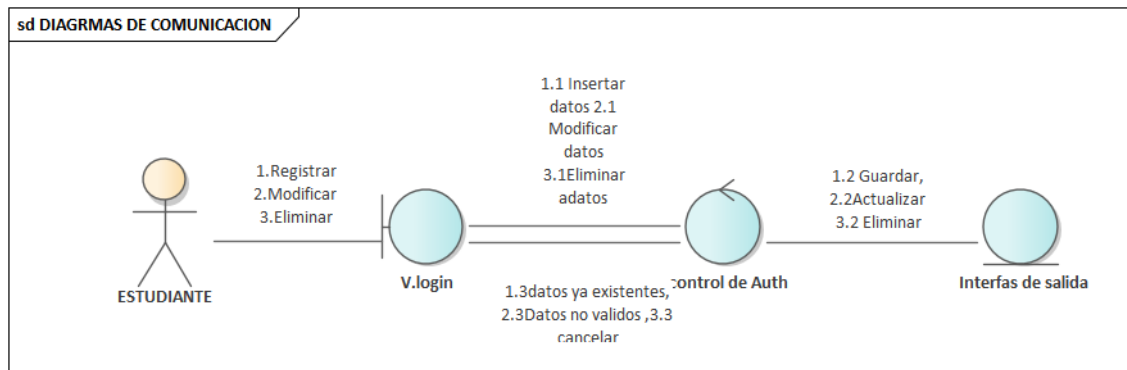 sd DIAGRMAS DE COMUNICACION
1.1 Insertar
datos 2.1
Modificar
datos
3.1Eliminar
adatos
1.Registrar
2.Modificar
3.Eliminar
1.2 Guardar,
2.2Actualizar
3.2 Eliminar
ESTUDIANTE
V.login
control de Auth
Interfas de salida
1.3datos ya existentes,
2.3Datos no validos ,3.3
cancelar